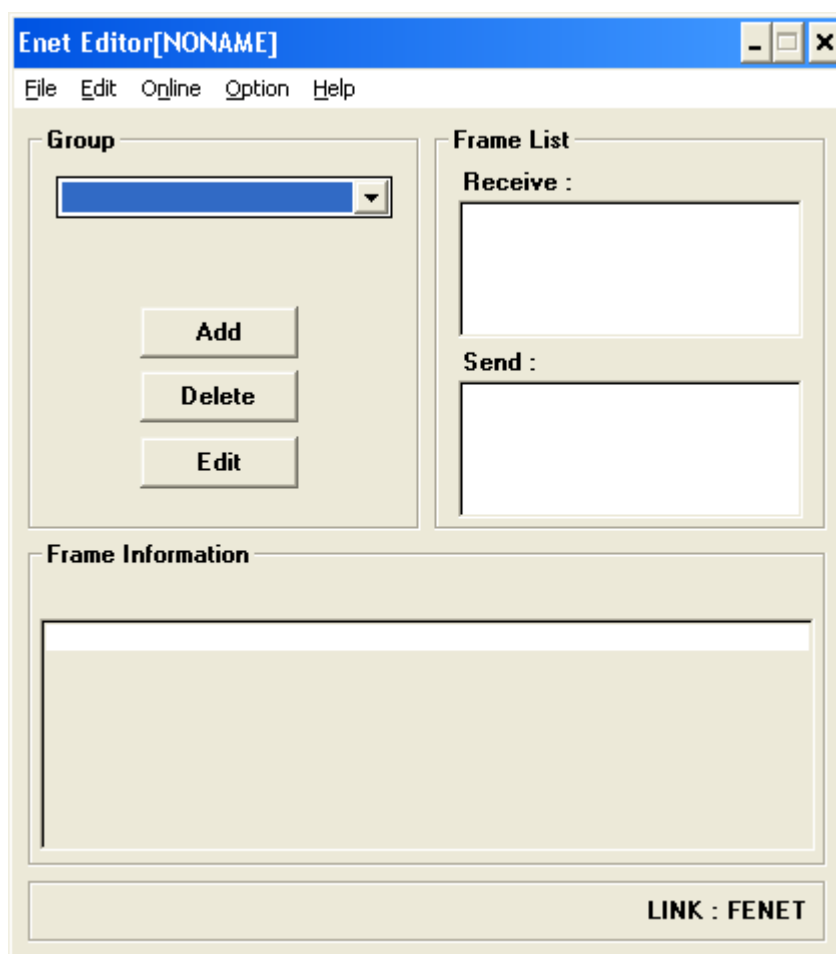 Enet Editor[NONAME]
File Edit Online Option Help
Group
Add
Delete
Edit
Frame List
Receive :
Send :
Frame Information
LINK : FENET